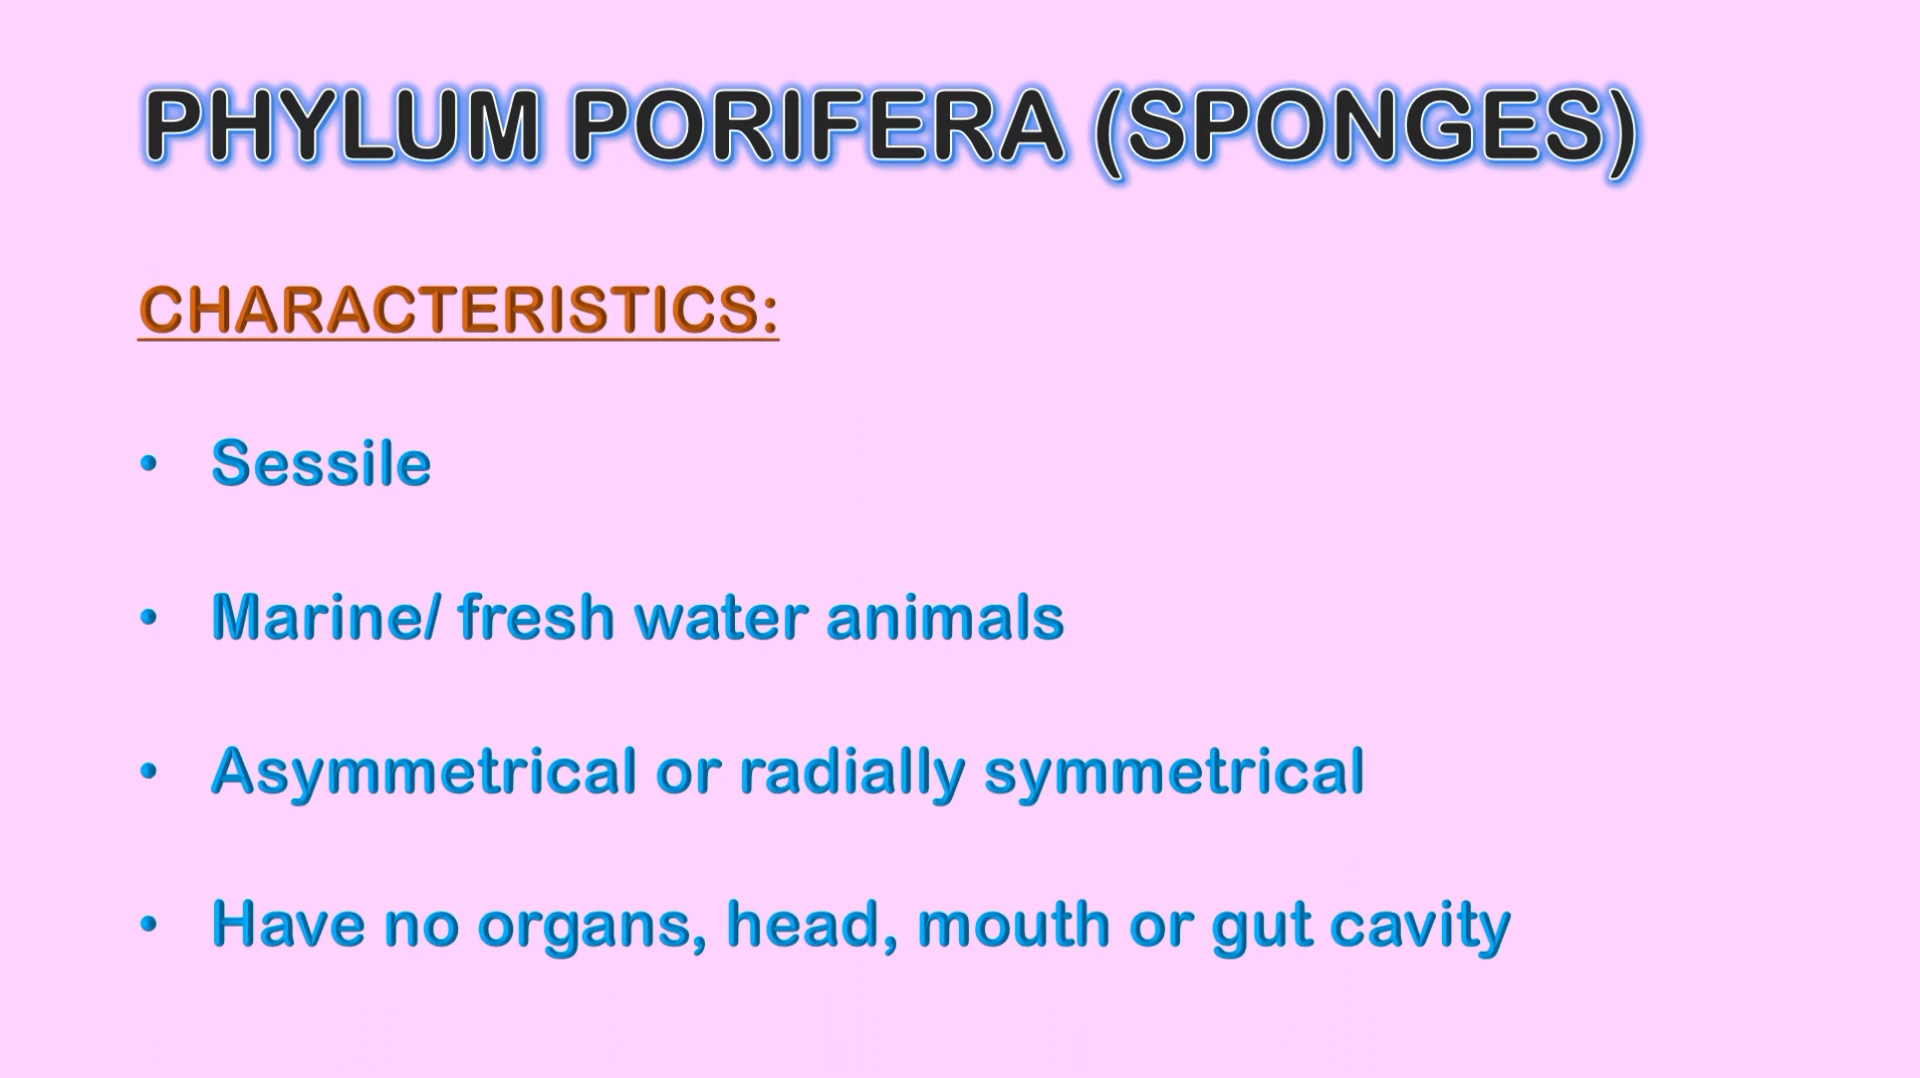 PHYLUM PORIFERA (SPONGES)
CHARACTERISTICS:
• Sessile
• Marine/ fresh water animals
• Asymmetrical or radially symmetrical
• Have no organs, head, mouth or gut cavity